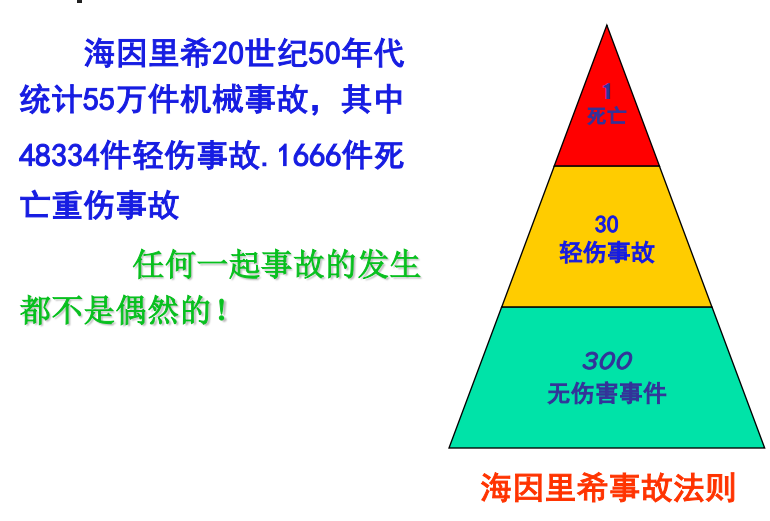 海因里希20世纪50年代
统计55万件机械事故，其中
48334件轻伤事故.1666件死
亡重伤事故
任何一起事故的发生
都不是偶然的！
1
死亡
30
轻伤事故
300
无伤害事件
海因里希事故法则